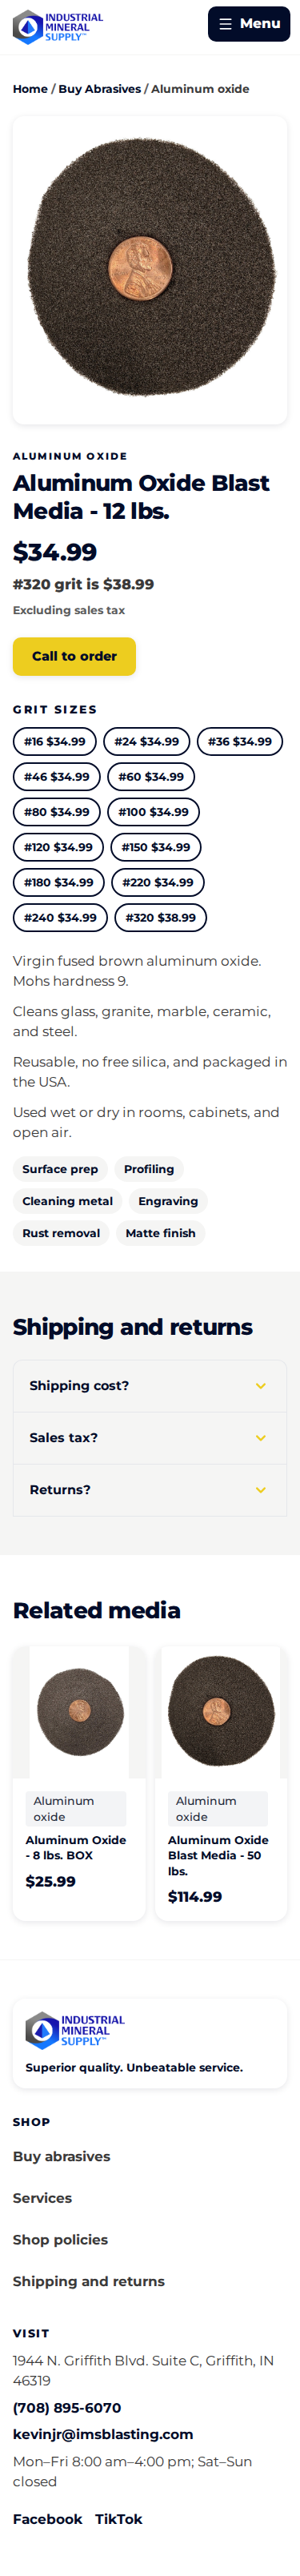 INDUSTRIAL
MINERAL
SUPPLY™
Menu
Home / Buy Abrasives / Aluminum oxide
ALUMINUM OXIDE
Aluminum Oxide Blast
Media - 12 lbs.
$34.99
#320 grit is $38.99
Excluding sales tax
Call to order
GRIT SIZES
#16 $34.99
#24 $34.99
#36 $34.99
#46 $34.99
#60 $34.99
#80 $34.99
#100 $34.99
#120 $34.99
#150 $34.99
#180 $34.99
#220 $34.99
#240 $34.99
#320 $38.99
Virgin fused brown aluminum oxide.
Mohs hardness 9.
Cleans glass, granite, marble, ceramic,
and steel.
Reusable, no free silica, and packaged in
the USA.
Used wet or dry in rooms, cabinets, and
open air.
Surface prep
Profiling
Cleaning metal
Engraving
Rust removal
Matte finish
Shipping and returns
Shipping cost?
Sales tax?
Returns?
Related media
Aluminum
oxide
Aluminum Oxide
- 8 lbs. BOX
$25.99
Aluminum
oxide
Aluminum Oxide
Blast Media - 50
lbs.
$114.99
INDUSTRIAL
MINERAL
SUPPLY™
Superior quality. Unbeatable service.
SHOP
Buy abrasives
Services
Shop policies
Shipping and returns
VISIT
1944 N. Griffith Blvd. Suite C, Griffith, IN
46319
(708) 895-6070
kevinjr@imsblasting.com
Mon–Fri 8:00 am–4:00 pm; Sat–Sun
closed
Facebook
TikTok